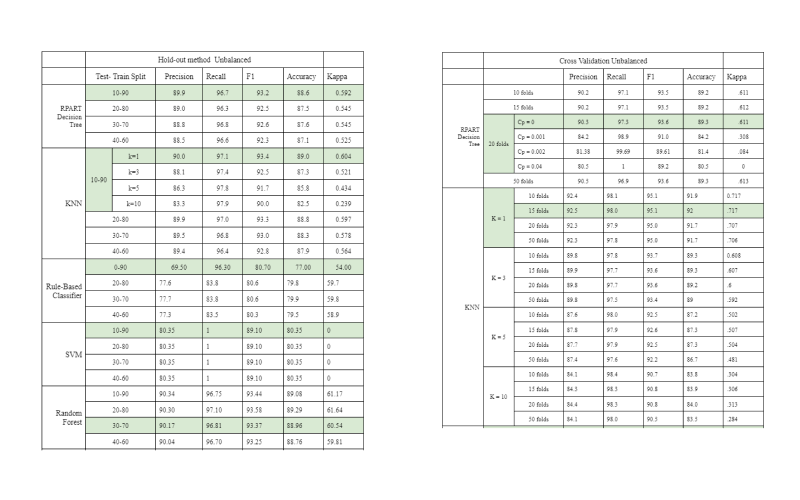 Hold-out method Unbalanced
Test- Train Split Precision Recall F1 Accuracy Kappa
RPART Decision Tree
10-90 89.9 96.7 93.2 88.6 0.592
20-80 89.0 96.3 92.5 87.5 0.545
30-70 88.8 96.8 92.6 87.6 0.545
40-60 88.5 96.6 92.3 87.1 0.525
KNN
10-90
k=1 90.0 97.1 93.4 89.0 0.604
k=3 88.1 97.4 92.5 87.3 0.521
k=5 86.3 97.8 91.7 85.8 0.434
k=10 83.3 97.9 90.0 82.5 0.239
20-80 89.9 97.0 93.3 88.8 0.597
30-70 89.5 96.8 93.0 88.3 0.578
40-60 89.4 96.4 92.8 87.9 0.564
Rule-Based Classifier
0-90 69.50 96.30 80.70 77.00 54.00
20-80 77.6 83.8 80.6 79.8 59.7
30-70 77.7 83.8 80.6 79.9 59.8
40-60 77.3 83.5 80.3 79.5 58.9
SVM
10-90 80.35 1 89.10 80.35 0
20-80 80.35 1 89.10 80.35 0
30-70 80.35 1 89.10 80.35 0
40-60 80.35 1 89.10 80.35 0
Random Forest
10-90 90.34 96.75 93.44 89.08 61.17
20-80 90.30 97.10 93.58 89.29 61.64
30-70 90.17 96.81 93.37 88.96 60.54
40-60 90.04 96.70 93.25 88.76 59.81
Cross Validation Unbalanced
Precision Recall F1 Accuracy Kappa
RPART Decision Tree
10 folds 90.2 97.1 93.5 89.2 .611
15 folds 90.2 97.1 93.5 89.2 .612
20 folds
Cp = 0 90.3 97.3 93.6 89.3 .611
Cp = 0.001 84.2 98.9 91.0 84.2 .308
Cp = 0.002 81.38 99.69 89.61 81.4 .084
Cp = 0.04 80.5 1 89.2 80.5 0
50 folds 90.5 96.9 93.6 89.3 .613
KNN
K = 1
10 folds 92.4 98.1 95.1 91.9 0.717
15 folds 92.5 98.0 95.1 92 .717
20 folds 92.3 97.9 95.0 91.7 .707
50 folds 92.3 97.8 95.0 91.7 .706
K = 3
10 folds 89.8 97.8 93.7 89.3 0.608
15 folds 89.9 97.7 93.6 89.3 .607
20 folds 89.8 97.7 93.6 89.2 .6
50 folds 89.8 97.5 93.4 89 .592
K = 5
10 folds 87.6 98.0 92.5 87.2 .502
15 folds 87.8 97.9 92.6 87.3 .507
20 folds 87.7 97.9 92.5 87.3 .504
50 folds 87.4 97.6 92.2 86.7 .481
K = 10
10 folds 84.1 98.4 90.7 83.8 .304
15 folds 84.3 98.3 90.8 83.9 .306
20 folds 84.4 98.3 90.8 84.0 .313
50 folds 84.1 98.0 90.5 83.5 .284